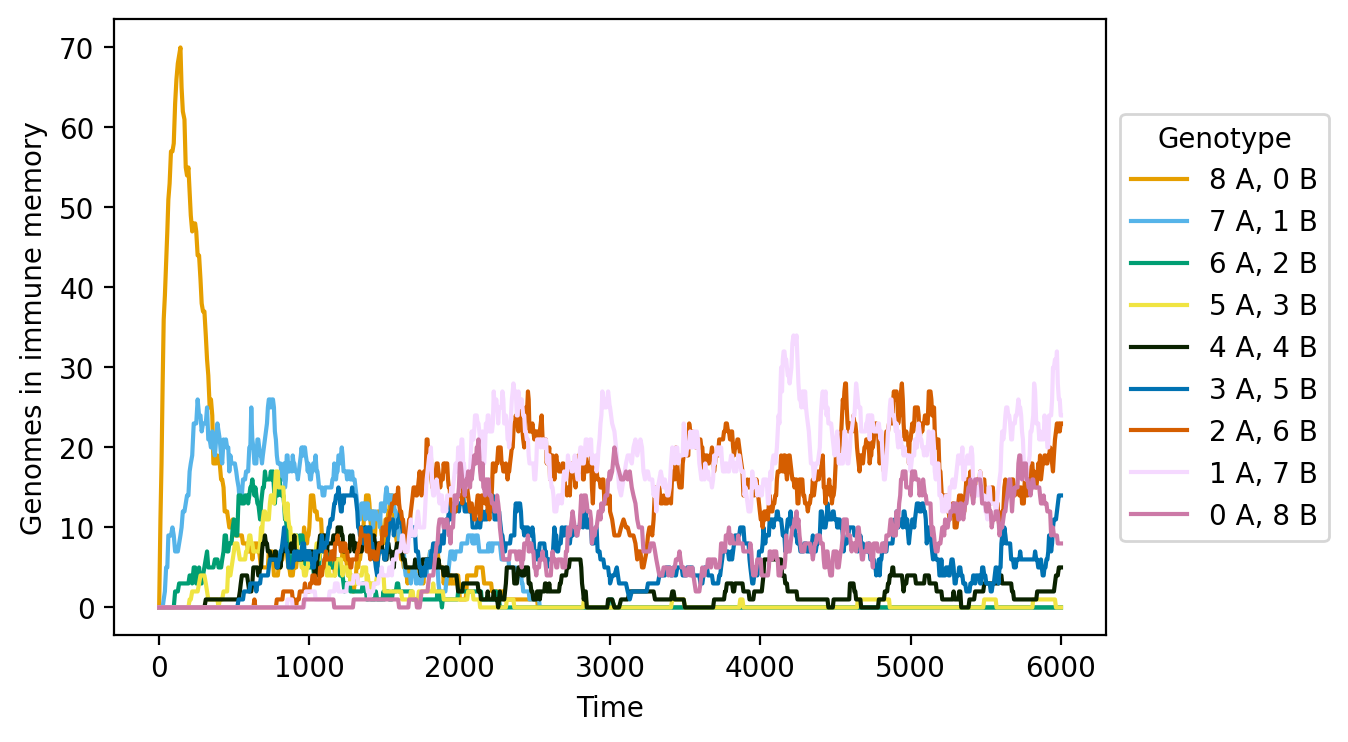 70
60
50
40
30
20
10
0
Genomes in immune memory
0 1000 2000 3000 4000 5000 6000
Time
Genotype
8 A, 0 B
7 A, 1 B
6 A, 2 B
5 A, 3 B
4 A, 4 B
3 A, 5 B
2 A, 6 B
1 A, 7 B
0 A, 8 B